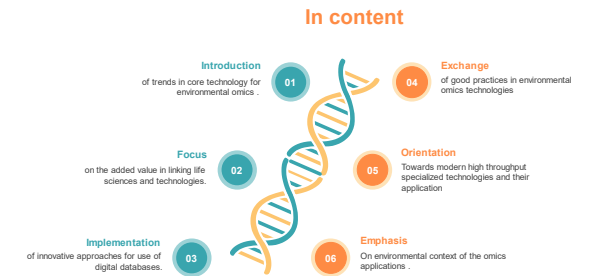 In content
Introduction
01
of trends in core technology for
environmental omics .
Focus
02
on the added value in linking life
sciences and technologies.
Implementation
03
of innovative approaches for use of
digital databases.
04
Exchange
of good practices in environmental
omics technologies
05
Orientation
Towards modern high throughput
specialized technologies and their
application
06
Emphasis
On environmental context of the omics
applications .